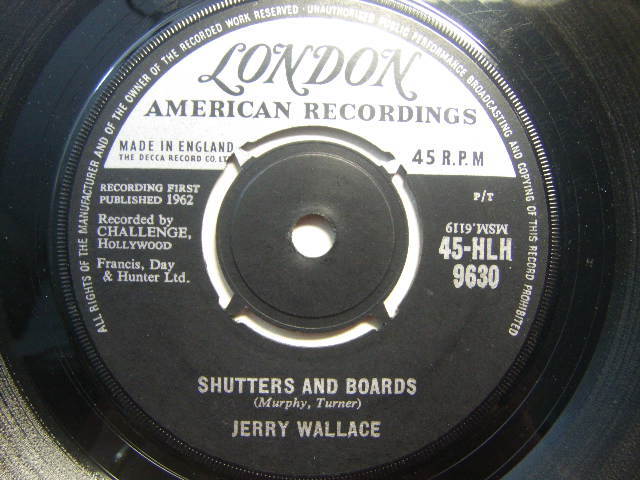 ALL RIGHTS OF THE MANUFACTURER AND OF THE OWNER OF THE RECORDED WORK RESERVED · UNAUTHORISED PUBLIC PERFORMANCE BROADCASTING AND COPYING OF THIS RECORD PROHIBITED
LONDON
AMERICAN RECORDINGS
MADE IN ENGLAND
THE DECCA RECORD CO. LT
45 R.P.M
RECORDING FIRST
PUBLISHED 1962
Recorded by
CHALLENGE,
HOLLYWOOD
Francis, Day
& Hunter Ltd.
P/T
MSM.6119
45-HLH
9630
SHUTTERS AND BOARDS
(Murphy, Turner)
JERRY WALLACE